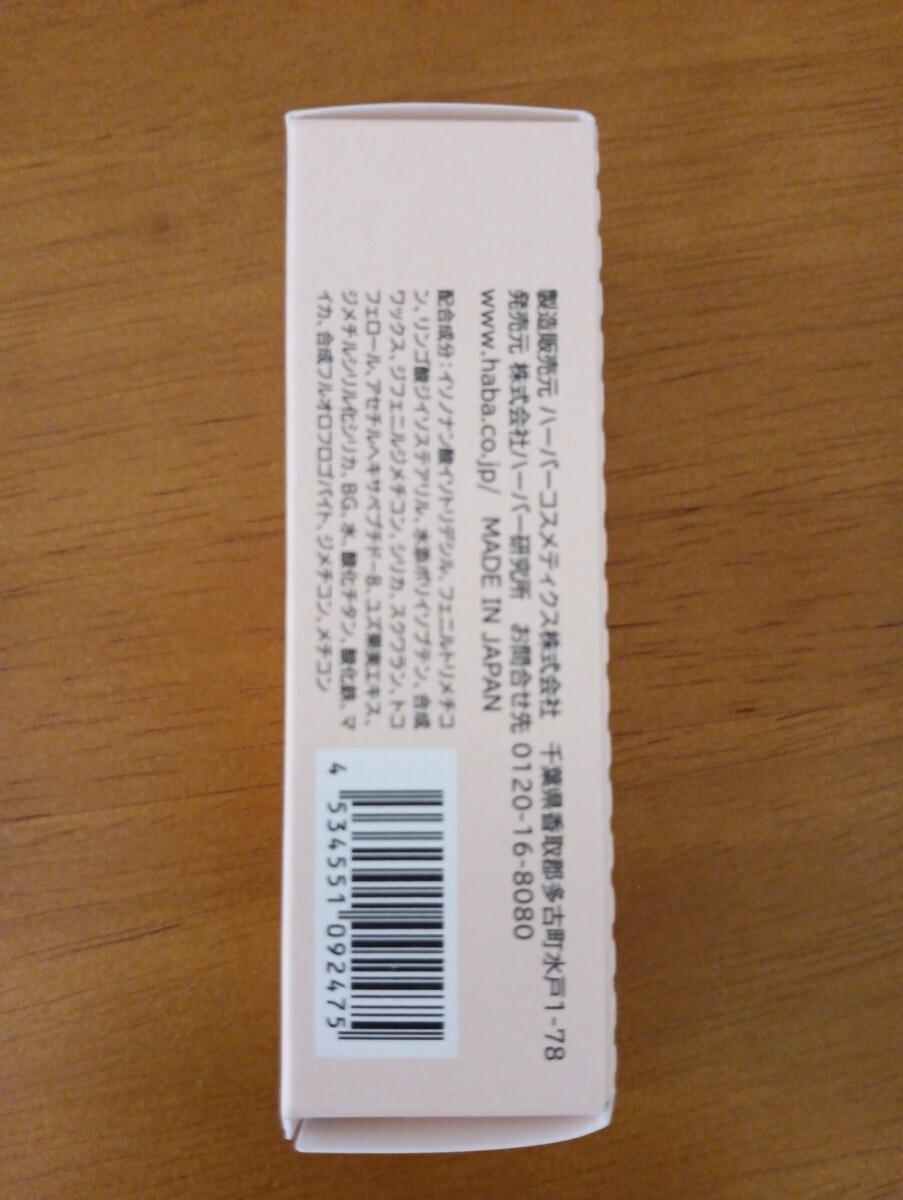 製造販売元 ハーバーコスメティクス株式会社 千葉県香取郡多古町水戸1-78
発売元 株式会社ハーバー研究所 お問合せ先 0120-16-8080
www.haba.co.jp/ MADE IN JAPAN
配合成分:イソノナン酸イソトリデシル、フェニルトリメチコ
ン、リンゴ酸ジイソステアリル、水添ポリイソブテン、合成
ワックス、ジフェニルジメチコン、シリカ、スクワラン、トコ
フェロール、アセチルヘキサペプチド-8、ユズ果実エキス、
ジメチルシリル化シリカ、BG、水、酸化チタン、酸化鉄、マ
イカ、合成フルオロフロゴパイト、ジメチコン、メチコン
4 534551 092475